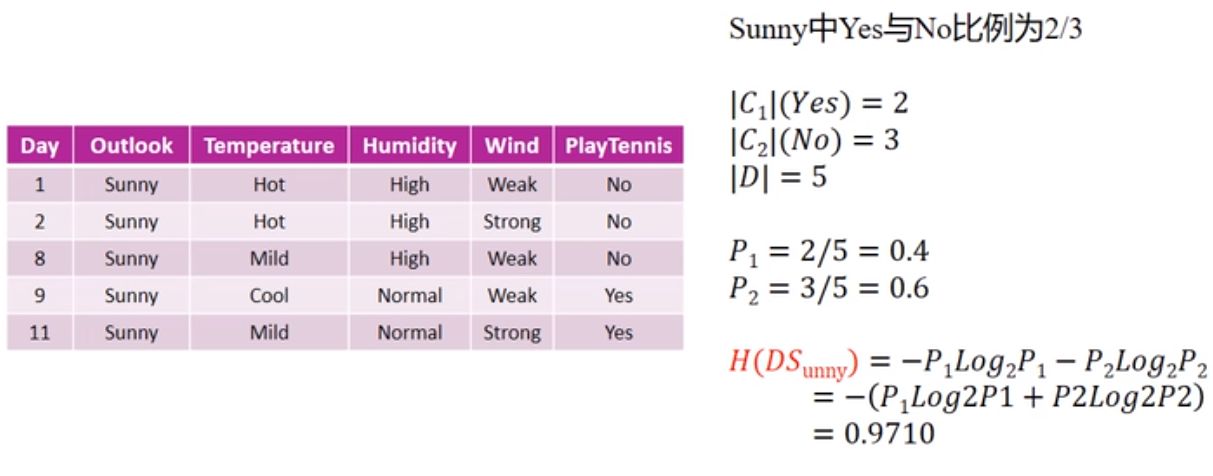 Sunny中Yes与No比例为2/3
|C₁|(Yes) = 2
|C₂|(No) = 3
|D| = 5
Day Outlook Temperature Humidity Wind PlayTennis
1 Sunny Hot High Weak No
2 Sunny Hot High Strong No
8 Sunny Mild High Weak No
9 Sunny Cool Normal Weak Yes
11 Sunny Mild Normal Strong Yes
P₁ = 2/5 = 0.4
P₂ = 3/5 = 0.6
H(DSunny) = −P₁Log₂P₁ − P₂Log₂P₂
= −(P₁Log2P1 + P2Log2P2)
= 0.9710